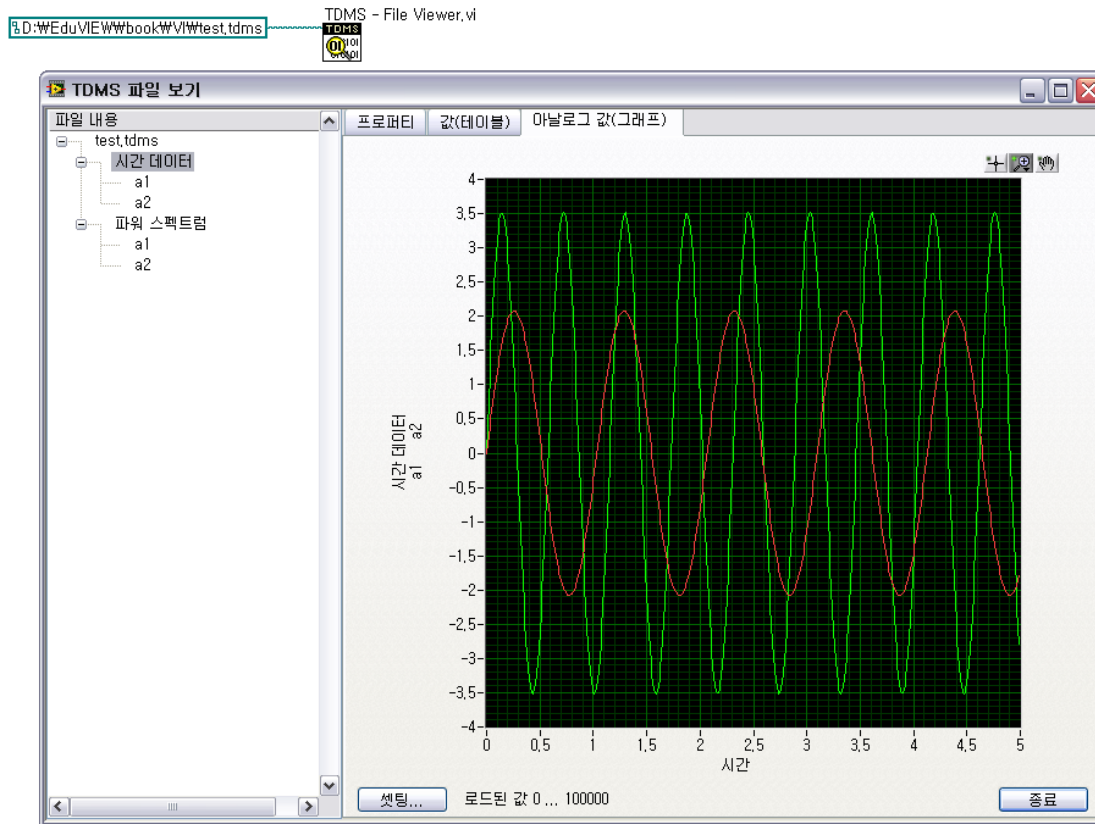 TDMS - File Viewer.vi
D:₩EduVIEW₩book₩VI₩test.tdms
TDMS
TDMS 파일 보기
파일 내용
test.tdms
시간 데이터
a1
a2
파워 스펙트럼
a1
a2
프로퍼티
값(테이블)
아날로그 값(그래프)
4
3,5
3
2,5
2
1,5
1
0,5
0
-0,5
-1
-1,5
-2
-2,5
-3
-3,5
-4
시간 데이터
a1 a2
0 0,5 1 1,5 2 2,5 3 3,5 4 4,5 5
시간
셋팅...
로드된 값 0 ... 100000
종료